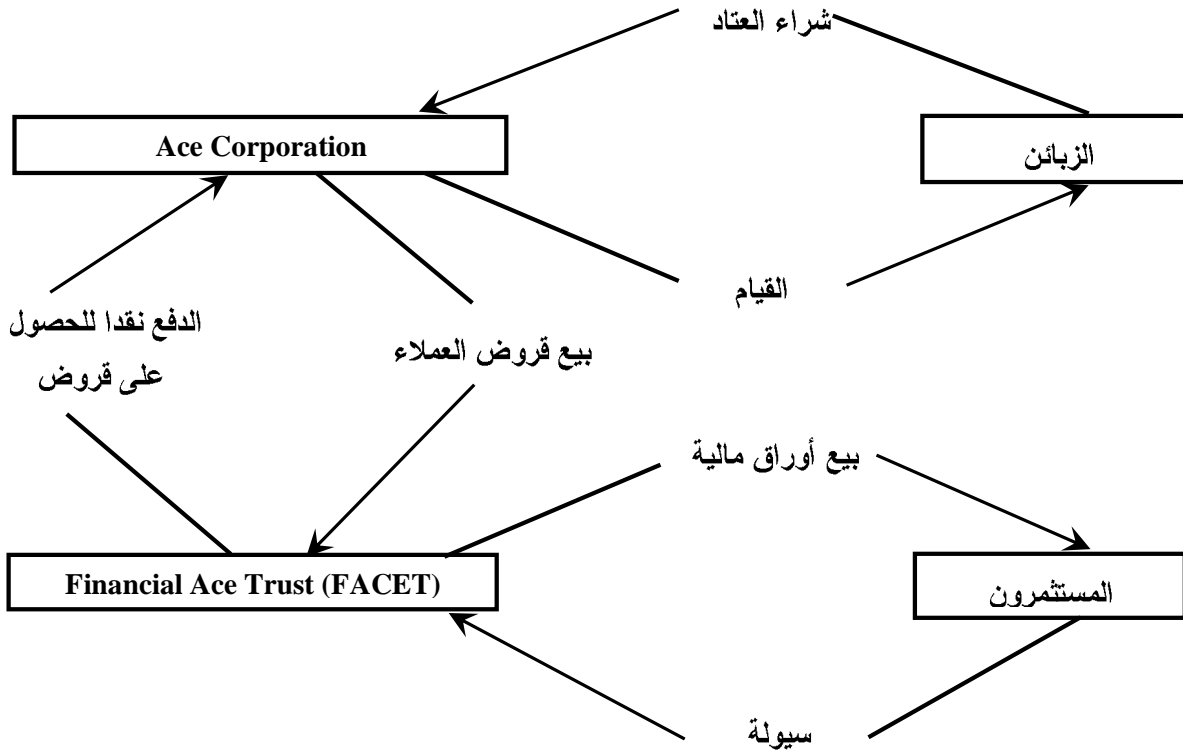 شراء العتاد
Ace Corporation
الزبائن
القيام
الدفع نقدا للحصول
على قروض
بيع قروض العملاء
بيع أوراق مالية
Financial Ace Trust (FACET)
المستثمرون
سيولة